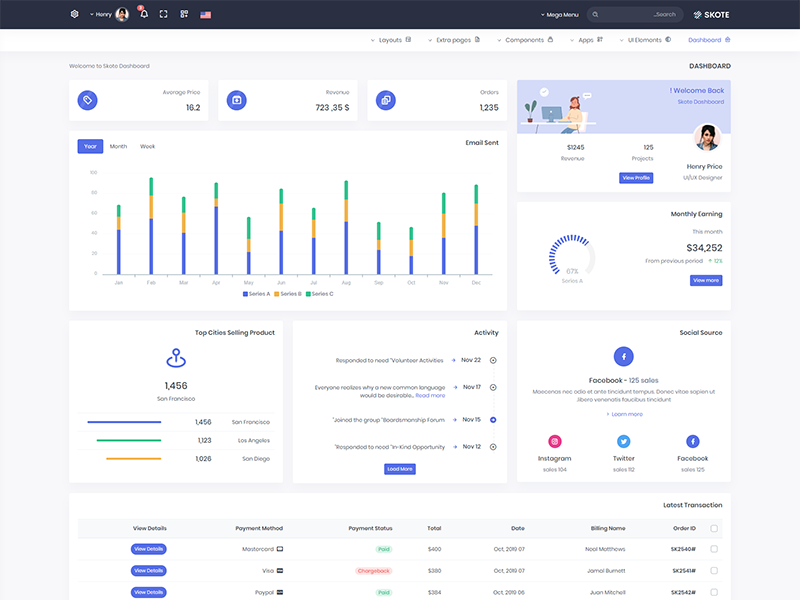 Henry
5
Mega Menu
Search...
SKOTE
Layouts
Extra pages
Components
Apps
UI Elements
Dashboard
Welcome to Skote Dashboard
DASHBOARD
Average Price
16.2
Revenue
723 ,35 $
Orders
1,235
! Welcome Back
Skote Dashboard
$1245
Revenue
125
Projects
View Profile
Henry Price
UI/UX Designer
Year Month Week
Email Sent
100
80
60
40
20
0
Jan Feb Mar Apr May Jun Jul Aug Sep Oct Nov Dec
Series A Series B Series C
Monthly Earning
This month
$34,252
From previous period ↑ 12%
View more
67%
Series A
Top Cities Selling Product
1,456
San Francisco
1,456 San Francisco
1,123 Los Angeles
1,026 San Diego
Activity
Responded to need "Volunteer Activities → Nov 22
Everyone realizes why a new common language → Nov 17
would be desirable... Read more
"Joined the group "Boardsmanship Forum → Nov 15
"Responded to need "In-Kind Opportunity → Nov 12
Load More
Social Source
Facebook - 125 sales
Maecenas nec odio et ante tincidunt tempus. Donec vitae sapien ut
.libero venenatis faucibus tincidunt
> Learn more
Instagram
sales 104
Twitter
sales 112
Facebook
sales 125
Latest Transaction
View Details Payment Method Payment Status Total Date Billing Name Order ID
View Details Mastercard Paid $400 Oct, 2019 07 Neal Matthews SK2540#
View Details Visa Chargeback $380 Oct, 2019 07 Jamal Burnett SK2541#
View Details Paypal Paid $384 Oct, 2019 06 Juan Mitchell SK2542#